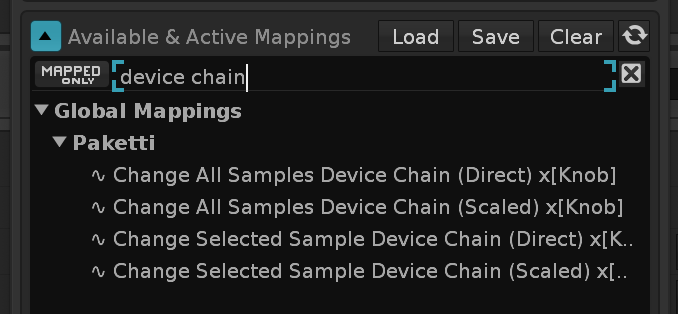 Available & Active Mappings Load Save Clear
MAPPED ONLY device chain
Global Mappings
Paketti
Change All Samples Device Chain (Direct) x[Knob]
Change All Samples Device Chain (Scaled) x[Knob]
Change Selected Sample Device Chain (Direct) x[K..
Change Selected Sample Device Chain (Scaled) x[..